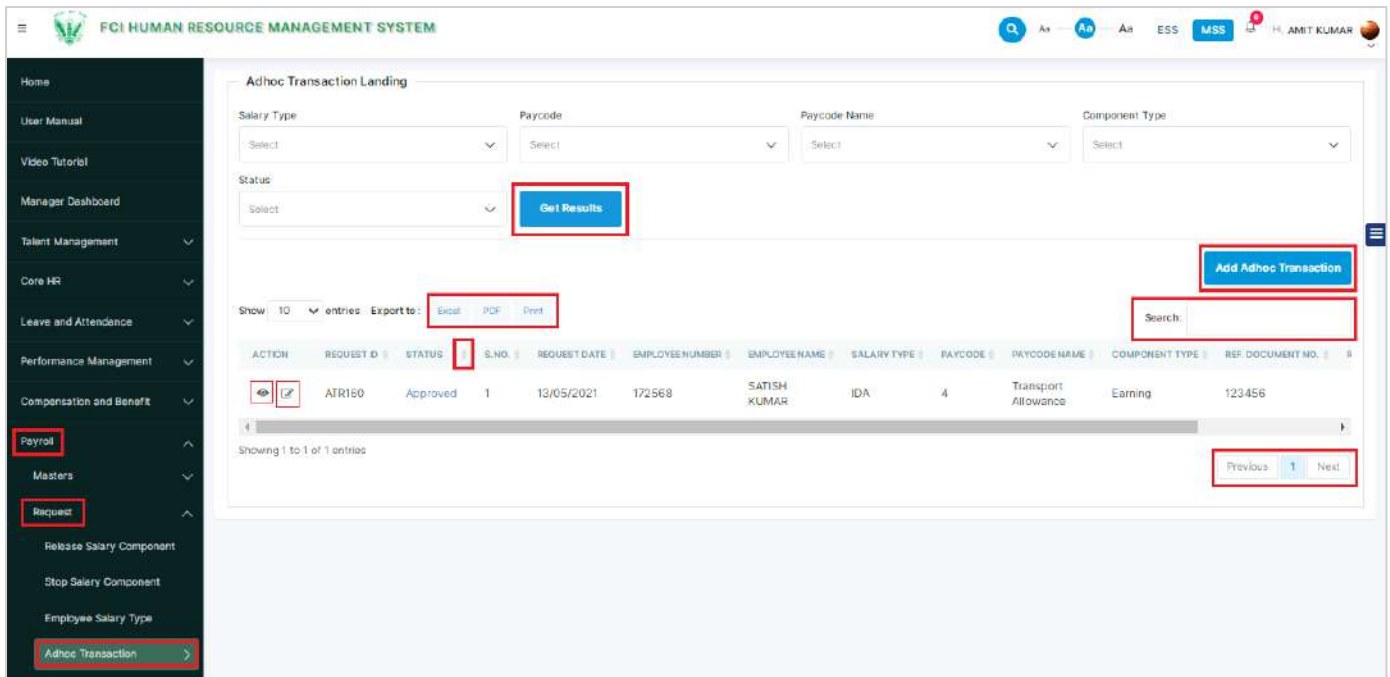 FCI HUMAN RESOURCE MANAGEMENT SYSTEM
Aa Aa Aa ESS MSS 0 Hi, AMIT KUMAR
Home
User Manual
Video Tutorial
Manager Dashboard
Talent Management
Core HR
Leave and Attendance
Performance Management
Compensation and Benefit
Payroll
Masters
Request
Release Salary Component
Stop Salary Component
Employee Salary Type
Adhoc Transaction
Adhoc Transaction Landing
Salary Type Paycode Paycode Name Component Type
Select Select Select Select
Status
Select Get Results
Add Adhoc Transaction
Show 10 entries Export to : Excel PDF Print Search:
ACTION REQUEST ID STATUS S.NO. REQUEST DATE EMPLOYEE NUMBER EMPLOYEE NAME SALARY TYPE PAYCODE PAYCODE NAME COMPONENT TYPE REF. DOCUMENT NO.
ATR160 Approved 1 13/05/2021 172568 SATISH KUMAR IDA 4 Transport Allowance Earning 123456
Showing 1 to 1 of 1 entries
Previous 1 Next